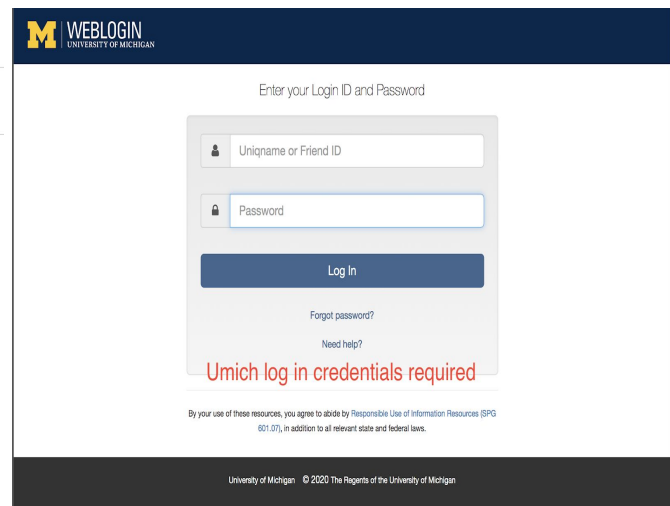 M WEBLOGIN
UNIVERSITY OF MICHIGAN
Enter your Login ID and Password
Uniqname or Friend ID
Password
Log In
Forgot password?
Need help?
Umich log in credentials required
By your use of these resources, you agree to abide by Responsible Use of Information Resources (SPG
601.07), in addition to all relevant state and federal laws.
University of Michigan © 2020 The Regents of the University of Michigan